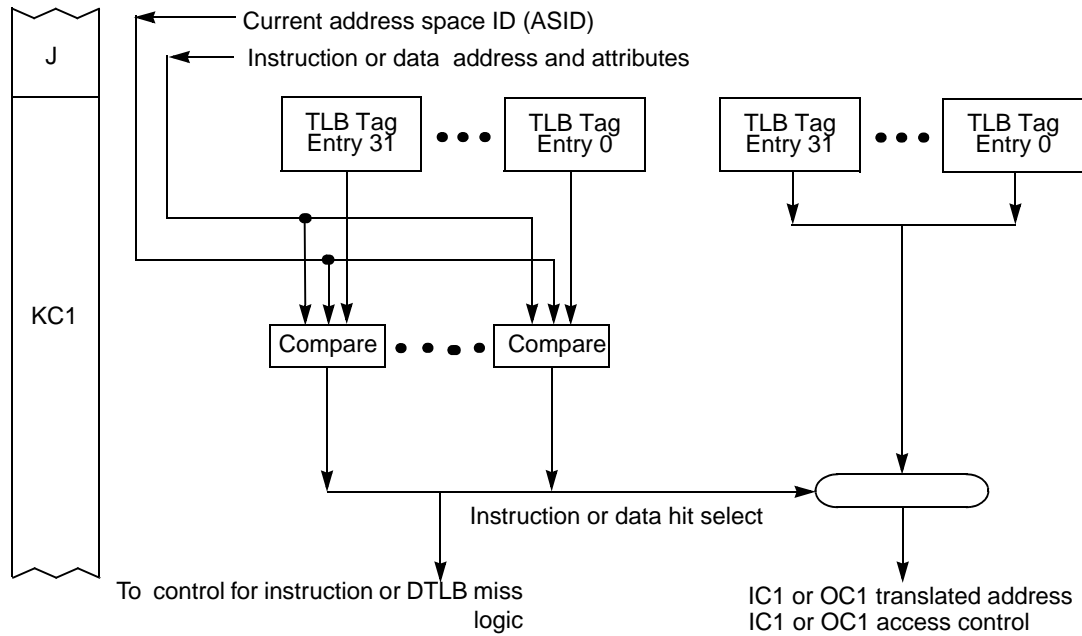 Current address space ID (ASID)
J
Instruction or data address and attributes
TLB Tag
Entry 31
TLB Tag
Entry 0
TLB Tag
Entry 31
TLB Tag
Entry 0
KC1
Compare
Compare
Instruction or data hit select
To control for instruction or DTLB miss
logic
IC1 or OC1 translated address
IC1 or OC1 access control